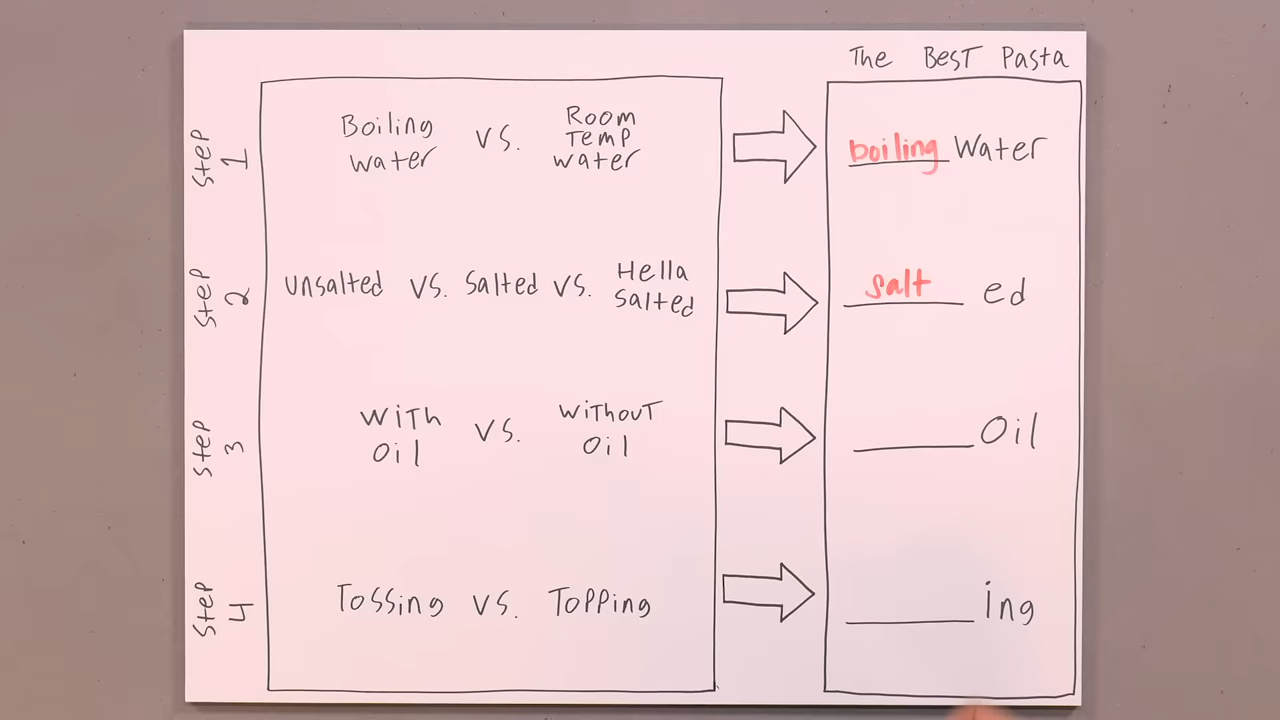 The BesT Pasta
Step 1
Boiling water vs. Room Temp water
boiling Water
Step 2
unsalted vs. salted vs. Hella salted
salt ed
Step 3
With oil vs. Without oil
Oil
Step 4
Tossing vs. Topping
ing